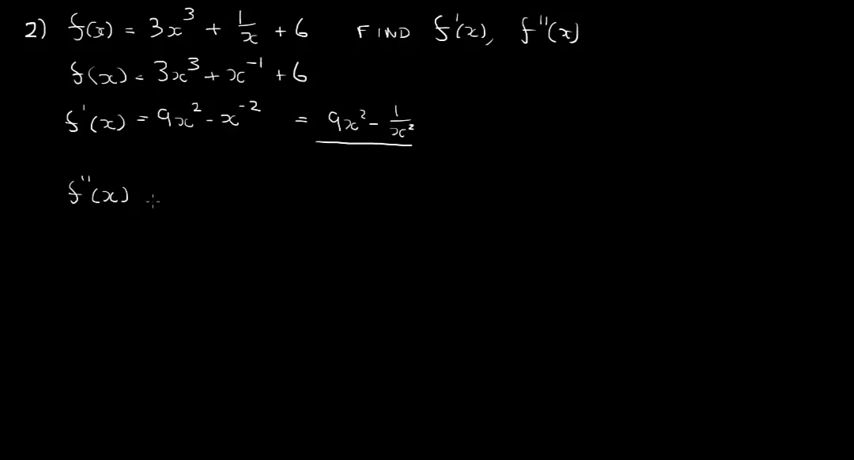 2) f(x) = 3x³ + 1/x + 6 FIND f'(x), f''(x)
f(x) = 3x³ + x⁻¹ + 6
f'(x) = 9x² - x⁻² = 9x² - 1/x²
f''(x)